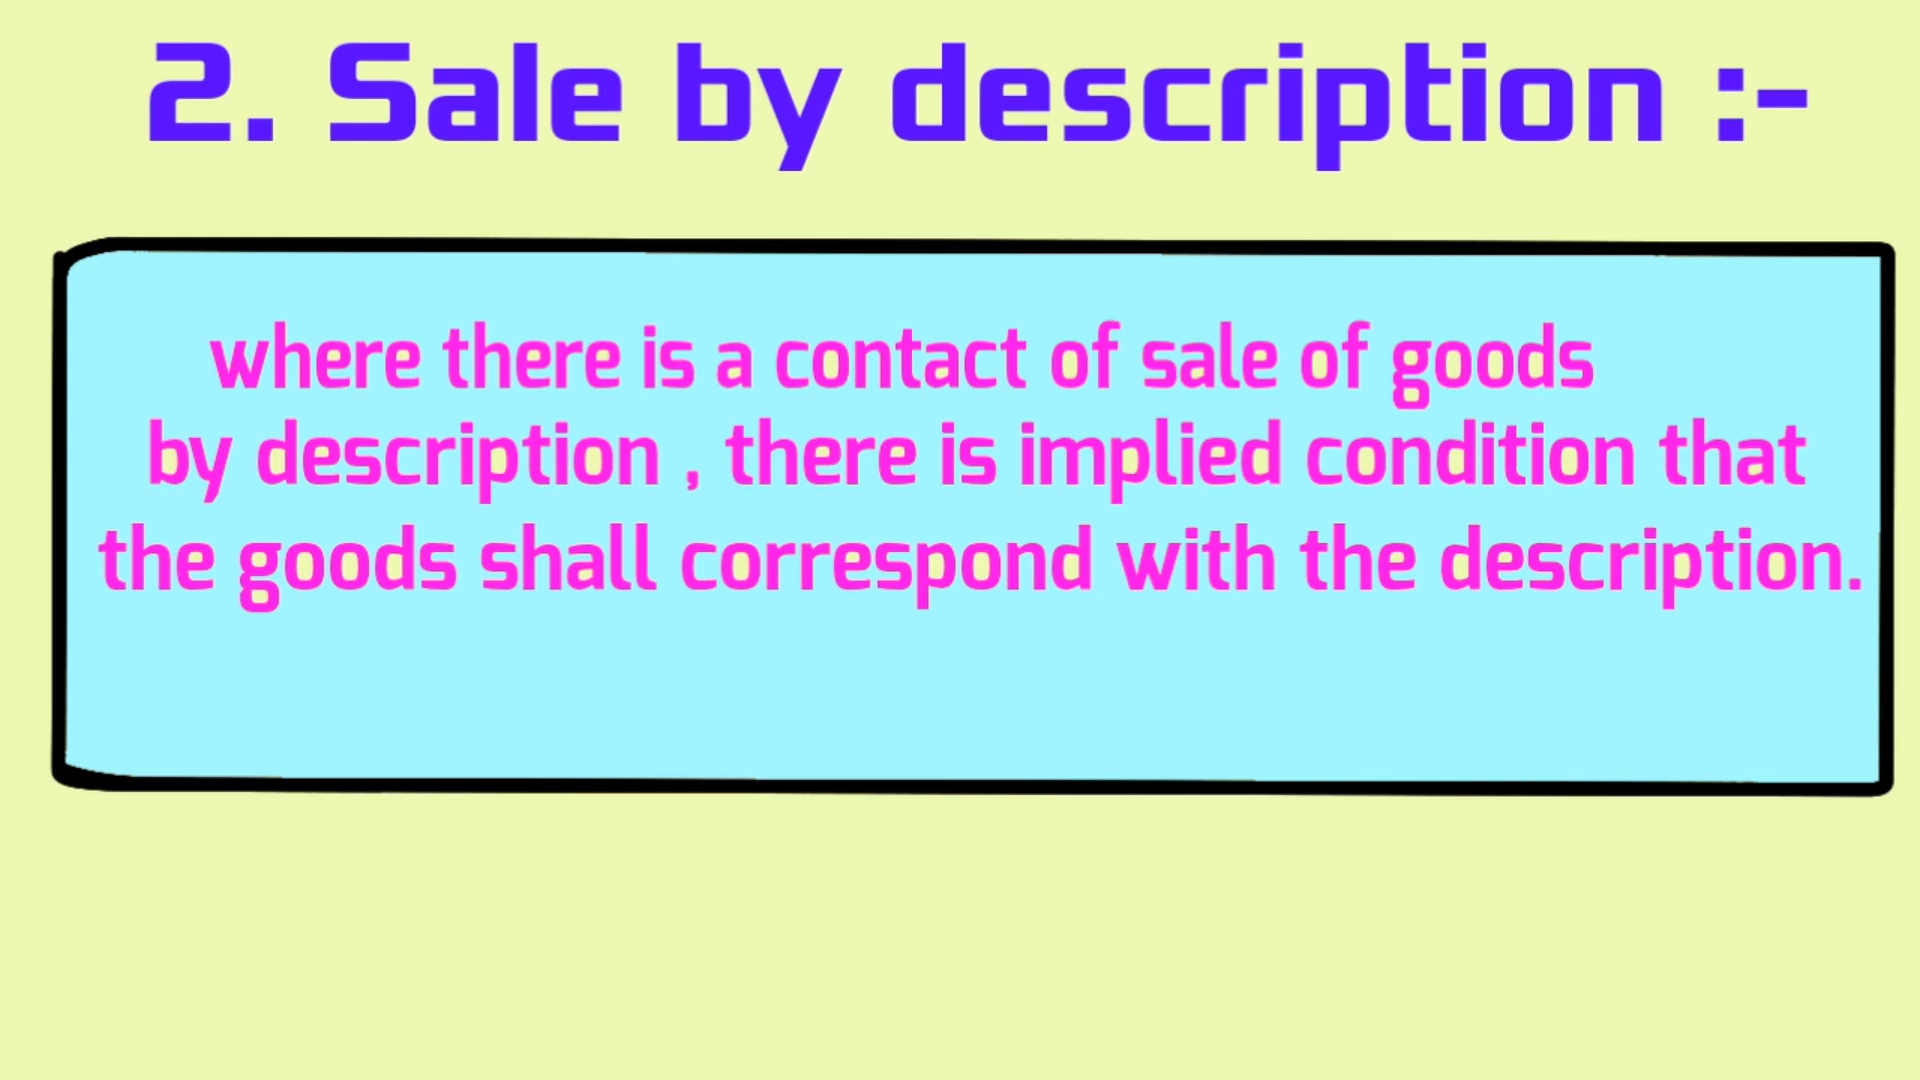 2. Sale by description :-
where there is a contact of sale of goods
by description , there is implied condition that
the goods shall correspond with the description.